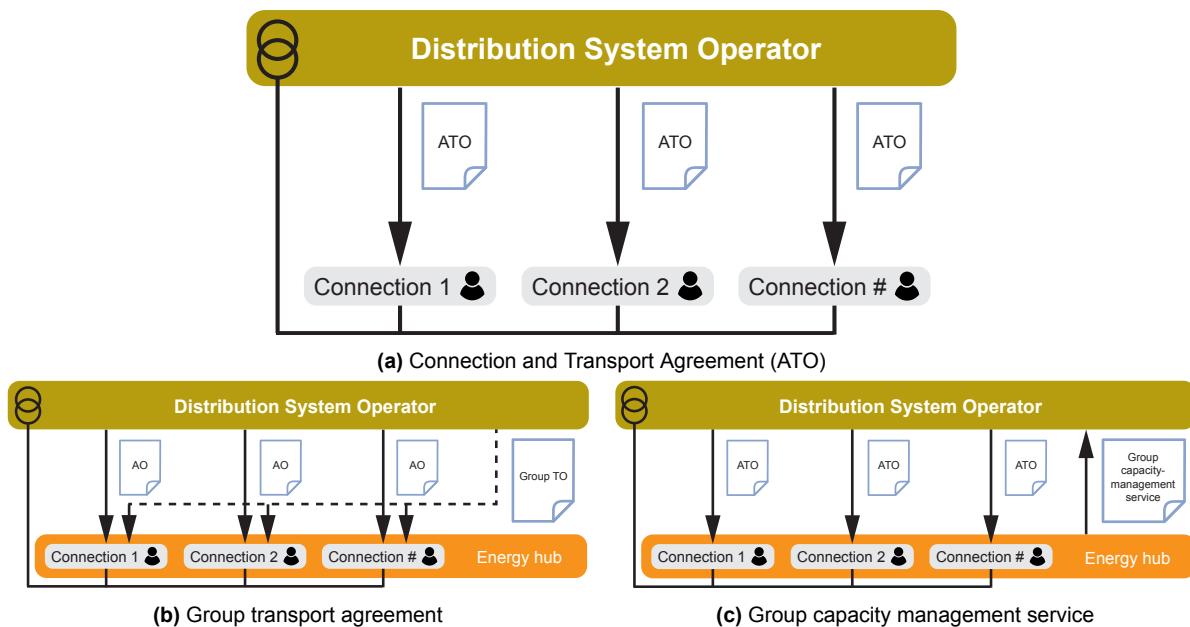 Distribution System Operator
ATO
ATO
ATO
Connection 1
Connection 2
Connection #
(a) Connection and Transport Agreement (ATO)
Distribution System Operator
AO
AO
AO
Group TO
Connection 1
Connection 2
Connection #
Energy hub
(b) Group transport agreement
Distribution System Operator
ATO
ATO
ATO
Group
capacity-
management
service
Connection 1
Connection 2
Connection #
Energy hub
(c) Group capacity management service